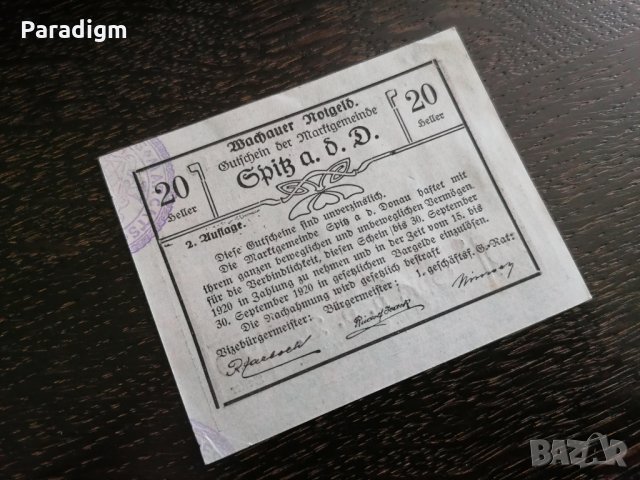 Paradigm
Wachauer Notgeld.
Gutschein der Marktgemeinde
Spitz a. d. D.
20
Heller
20
Heller
2. Auflage.
Diese Gutscheine sind unverzinslich.
Die Marktgemeinde Spitz a d. Donau haftet mit
ihrem ganzen beweglichen und unbeweglichen Vermögen
für die Verbindlichkeit, diesen Schein bis 30. September
1920 in Zahlung zu nehmen und in der Zeit vom 15. bis
30. September 1920 in gesetzlichem Bargelde einzulösen.
Die Nachahmung wird gesetzlich bestraft
Vizebürgermeister: Bürgermeister: 1. geschäftsf. G.-Rat:
BAZAR